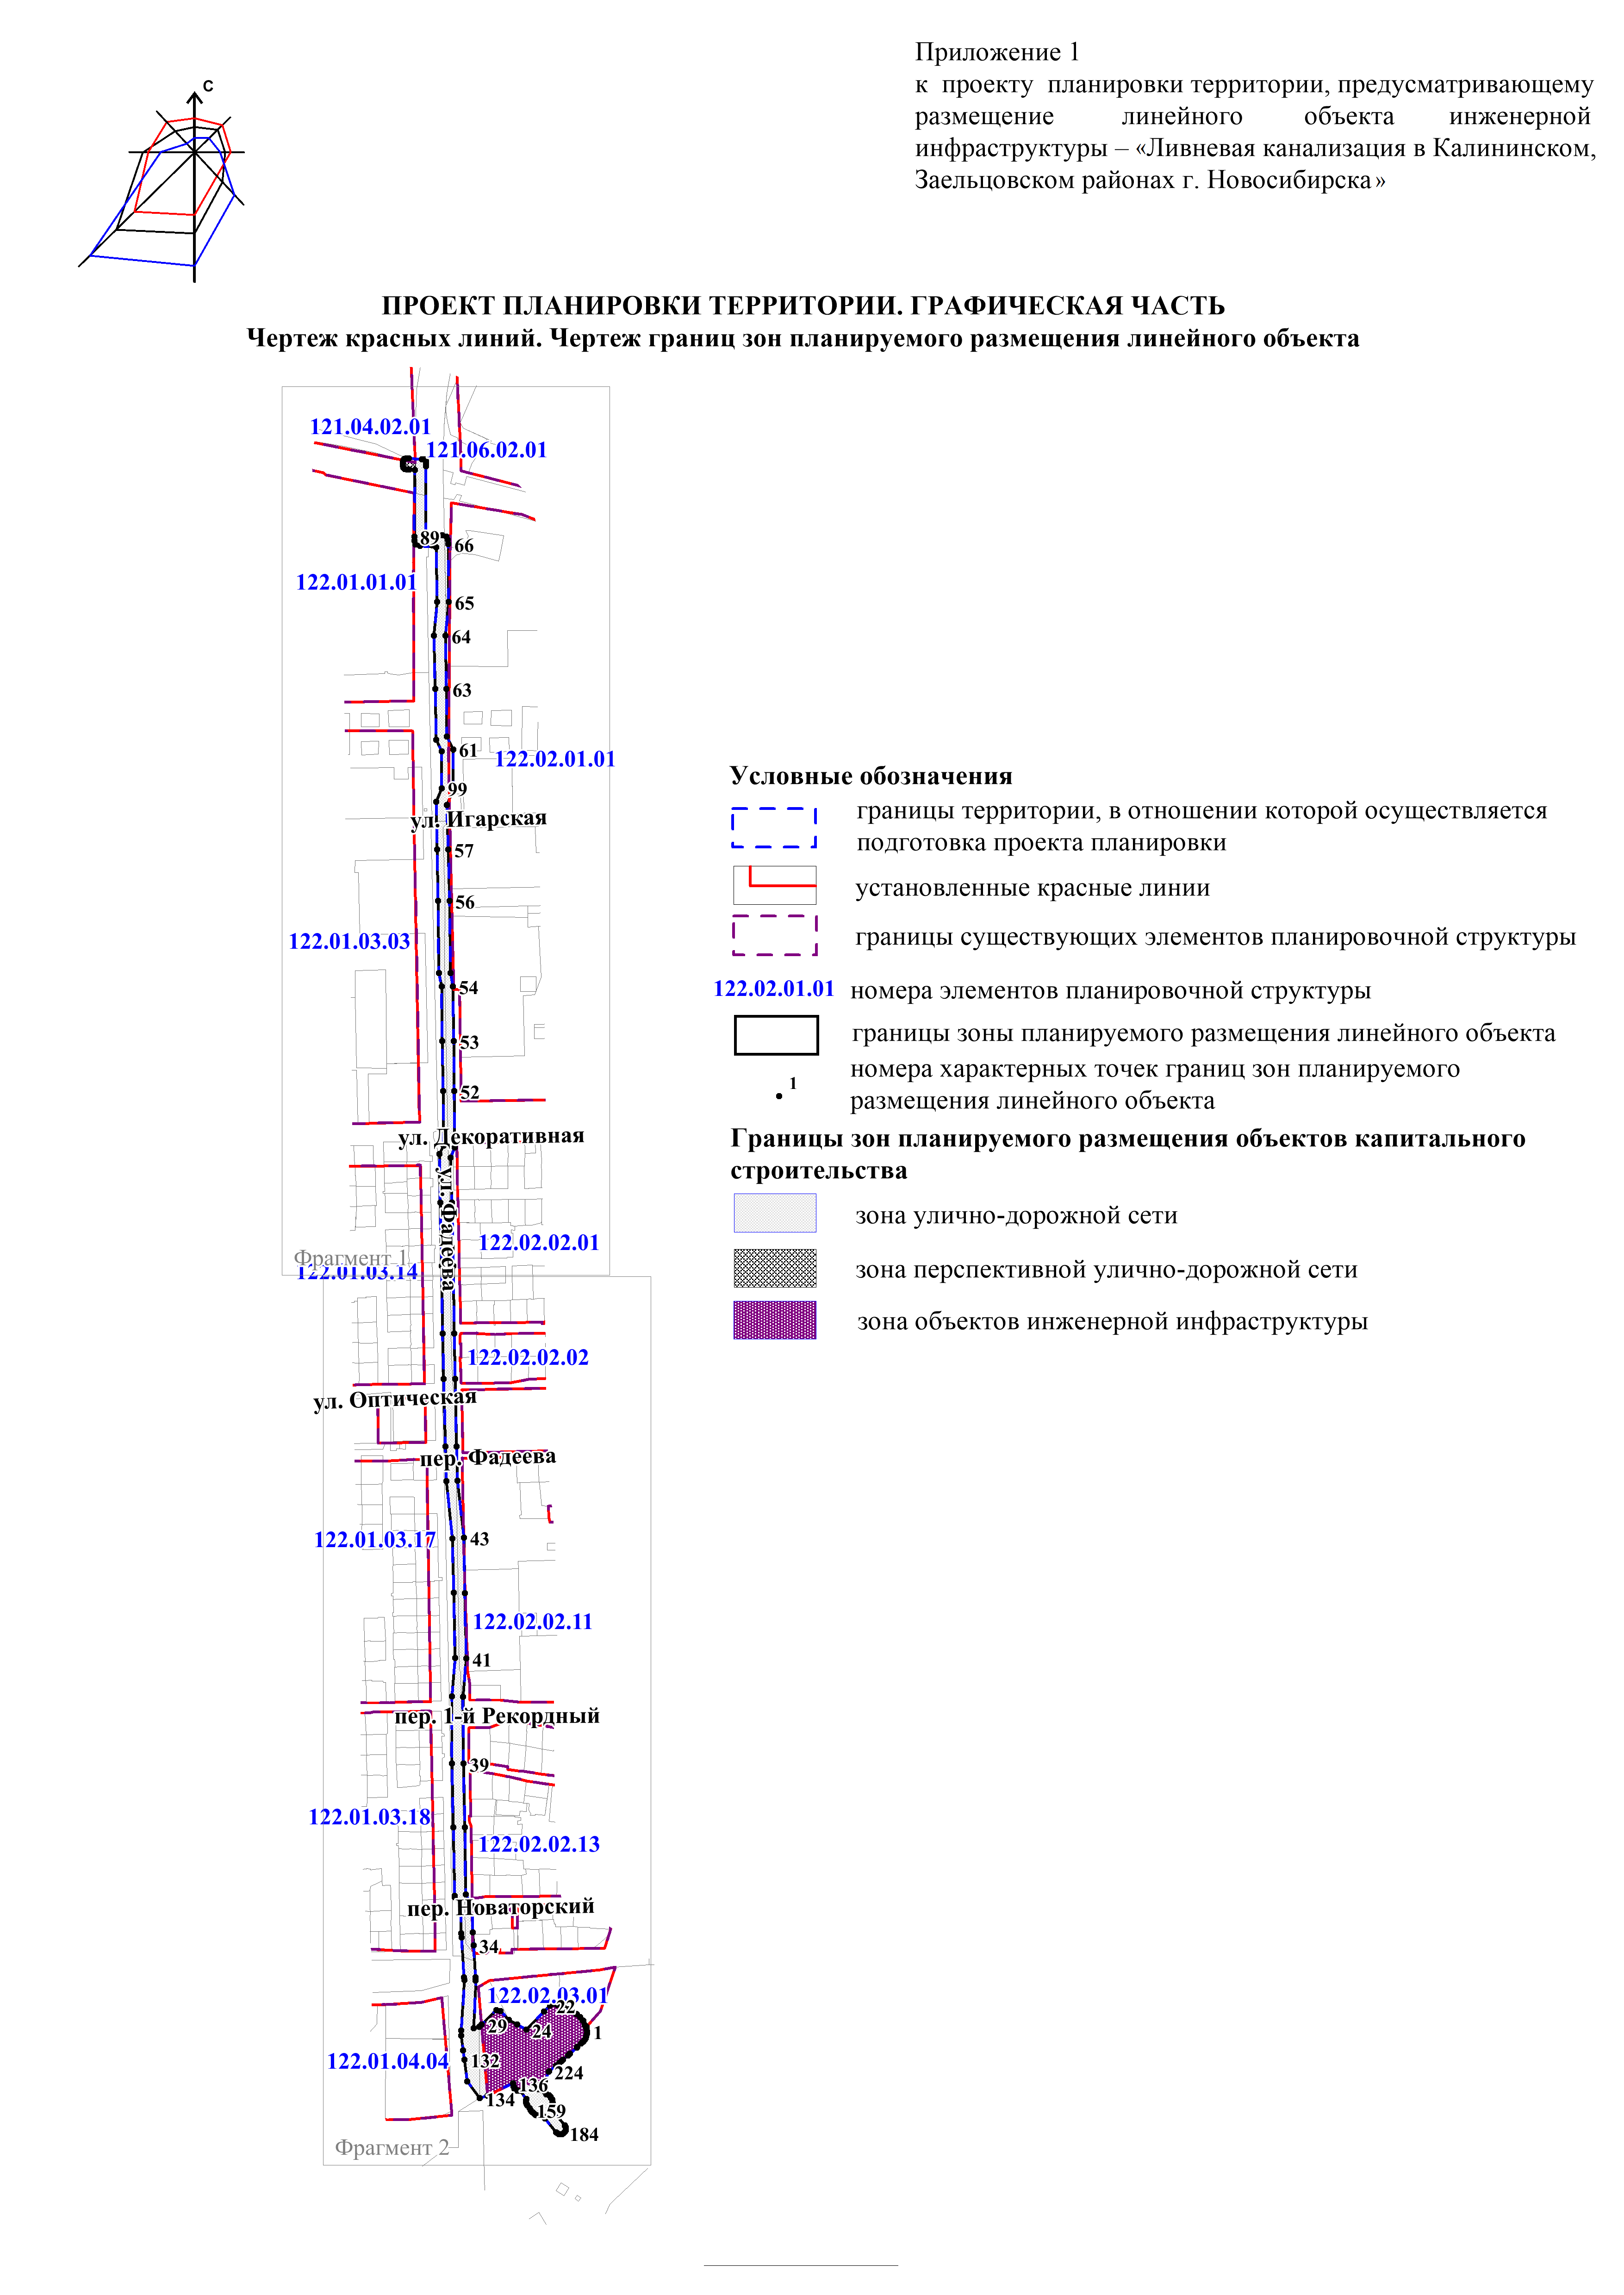 С
Приложение 1
к проекту планировки территории, предусматривающему
размещение линейного объекта инженерной
инфраструктуры – «Ливневая канализация в Калининском,
Заельцовском районах г. Новосибирска»
ПРОЕКТ ПЛАНИРОВКИ ТЕРРИТОРИИ. ГРАФИЧЕСКАЯ ЧАСТЬ
Чертеж красных линий. Чертеж границ зон планируемого размещения линейного объекта
121.04.02.01
121.06.02.01
89
66
122.01.01.01
65
64
63
61
122.02.01.01
99
ул. Игарская
57
56
122.01.03.03
54
53
52
ул. Декоративная
ул. Фадеева
122.02.02.01
Фрагмент 1
122.01.03.14
122.02.02.02
ул. Оптическая
пер. Фадеева
43
122.01.03.17
122.02.02.11
41
пер. 1-й Рекордный
39
122.01.03.18
122.02.02.13
пер. Новаторский
34
122.02.03.01
22
29
24
1
132
122.01.04.04
224
136
134
159
184
Фрагмент 2
Условные обозначения
границы территории, в отношении которой осуществляется
подготовка проекта планировки
установленные красные линии
границы существующих элементов планировочной структуры
122.02.01.01 номера элементов планировочной структуры
границы зоны планируемого размещения линейного объекта
1 номера характерных точек границ зон планируемого
размещения линейного объекта
Границы зон планируемого размещения объектов капитального
строительства
зона улично-дорожной сети
зона перспективной улично-дорожной сети
зона объектов инженерной инфраструктуры